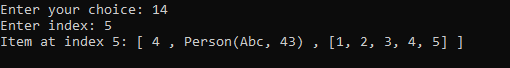 Enter your choice: 14
Enter index: 5
Item at index 5: [ 4 , Person(Abc, 43) , [1, 2, 3, 4, 5] ]